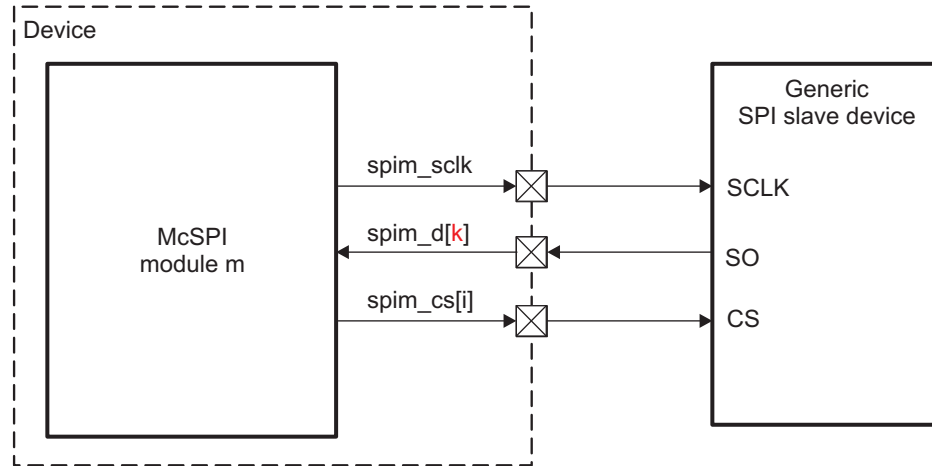 Device
McSPI
module m
spim_sclk
spim_d[k]
spim_cs[i]
Generic
SPI slave device
SCLK
SO
CS